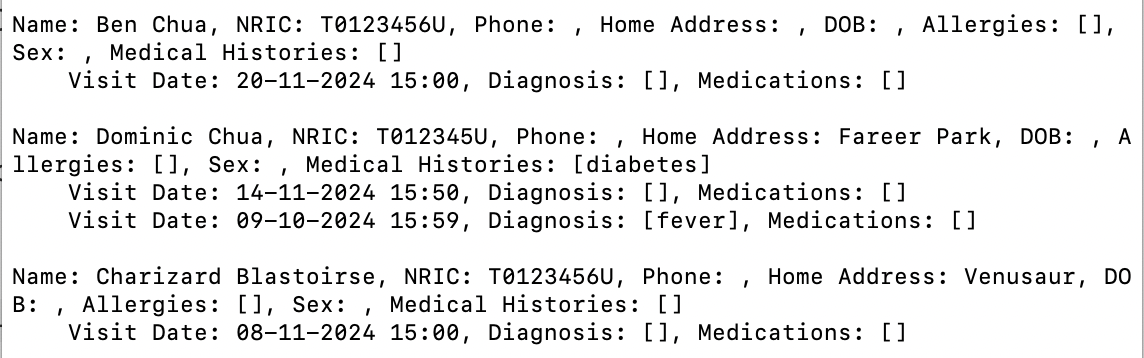 Name: Ben Chua, NRIC: T0123456U, Phone: , Home Address: , DOB: , Allergies: [],
Sex: , Medical Histories: []
Visit Date: 20-11-2024 15:00, Diagnosis: [], Medications: []
Name: Dominic Chua, NRIC: T012345U, Phone: , Home Address: Fareer Park, DOB: , A
llergies: [], Sex: , Medical Histories: [diabetes]
Visit Date: 14-11-2024 15:50, Diagnosis: [], Medications: []
Visit Date: 09-10-2024 15:59, Diagnosis: [fever], Medications: []
Name: Charizard Blastoirse, NRIC: T0123456U, Phone: , Home Address: Venusaur, DO
B: , Allergies: [], Sex: , Medical Histories: []
Visit Date: 08-11-2024 15:00, Diagnosis: [], Medications: []